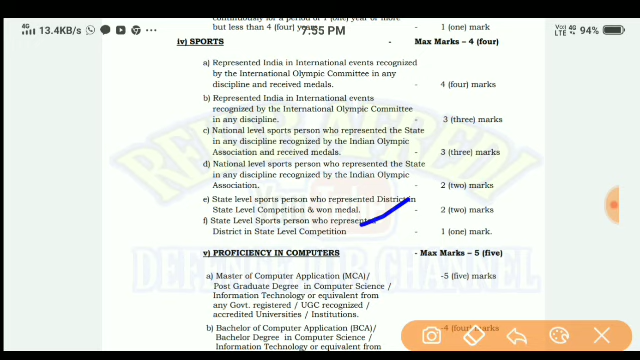 continuously for a period of 1 (one) year or more
13.4KB/s 7:55 PM Vo) LTE 4G 94%
but less than 4 (four) years - 1 (one) mark
iv) SPORTS - Max Marks – 4 (four)
a) Represented India in International events recognized
by the International Olympic Committee in any
discipline and received medals. - 4 (four) marks
b) Represented India in International events
recognized by the International Olympic Committee
in any discipline. - 3 (three) marks
c) National level sports person who represented the State
in any discipline recognized by the Indian Olympic
Association and received medals. - 3 (three) marks
d) National level sports person who represented the State
in any discipline recognized by the Indian Olympic
Association. - 2 (two) marks
e) State level sports person who represented District in
State Level Competition & won medal. - 2 (two) marks
f) State Level Sports person who represented
District in State Level Competition - 1 (one) mark.
v) PROFICIENCY IN COMPUTERS - Max Marks – 5 (five)
a) Master of Computer Application (MCA)/ -5 (five) marks
Post Graduate Degree in Computer Science /
Information Technology or equivalent from
any Govt. registered / UGC recognized /
accredited Universities / Institutions.
b) Bachelor of Computer Application (BCA)/ -4 (four) marks
Bachelor Degree in Computer Science /
Information Technology or equivalent from